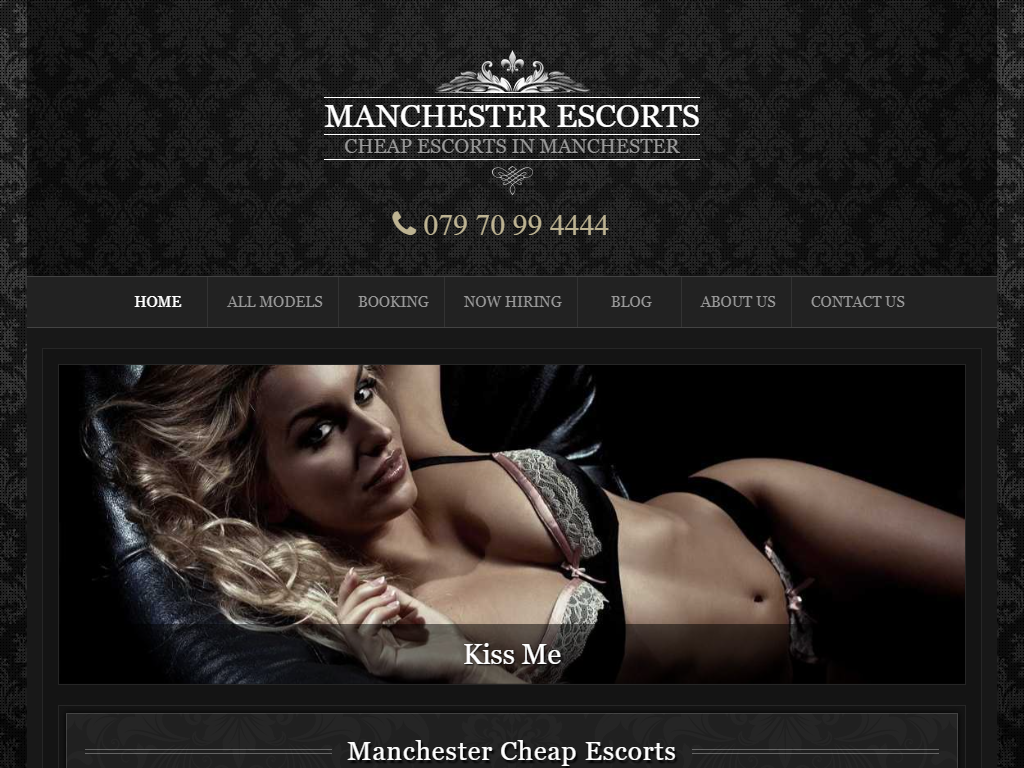 MANCHESTER ESCORTS
CHEAP ESCORTS IN MANCHESTER
079 70 99 4444
HOME ALL MODELS BOOKING NOW HIRING BLOG ABOUT US CONTACT US
Kiss Me
Manchester Cheap Escorts